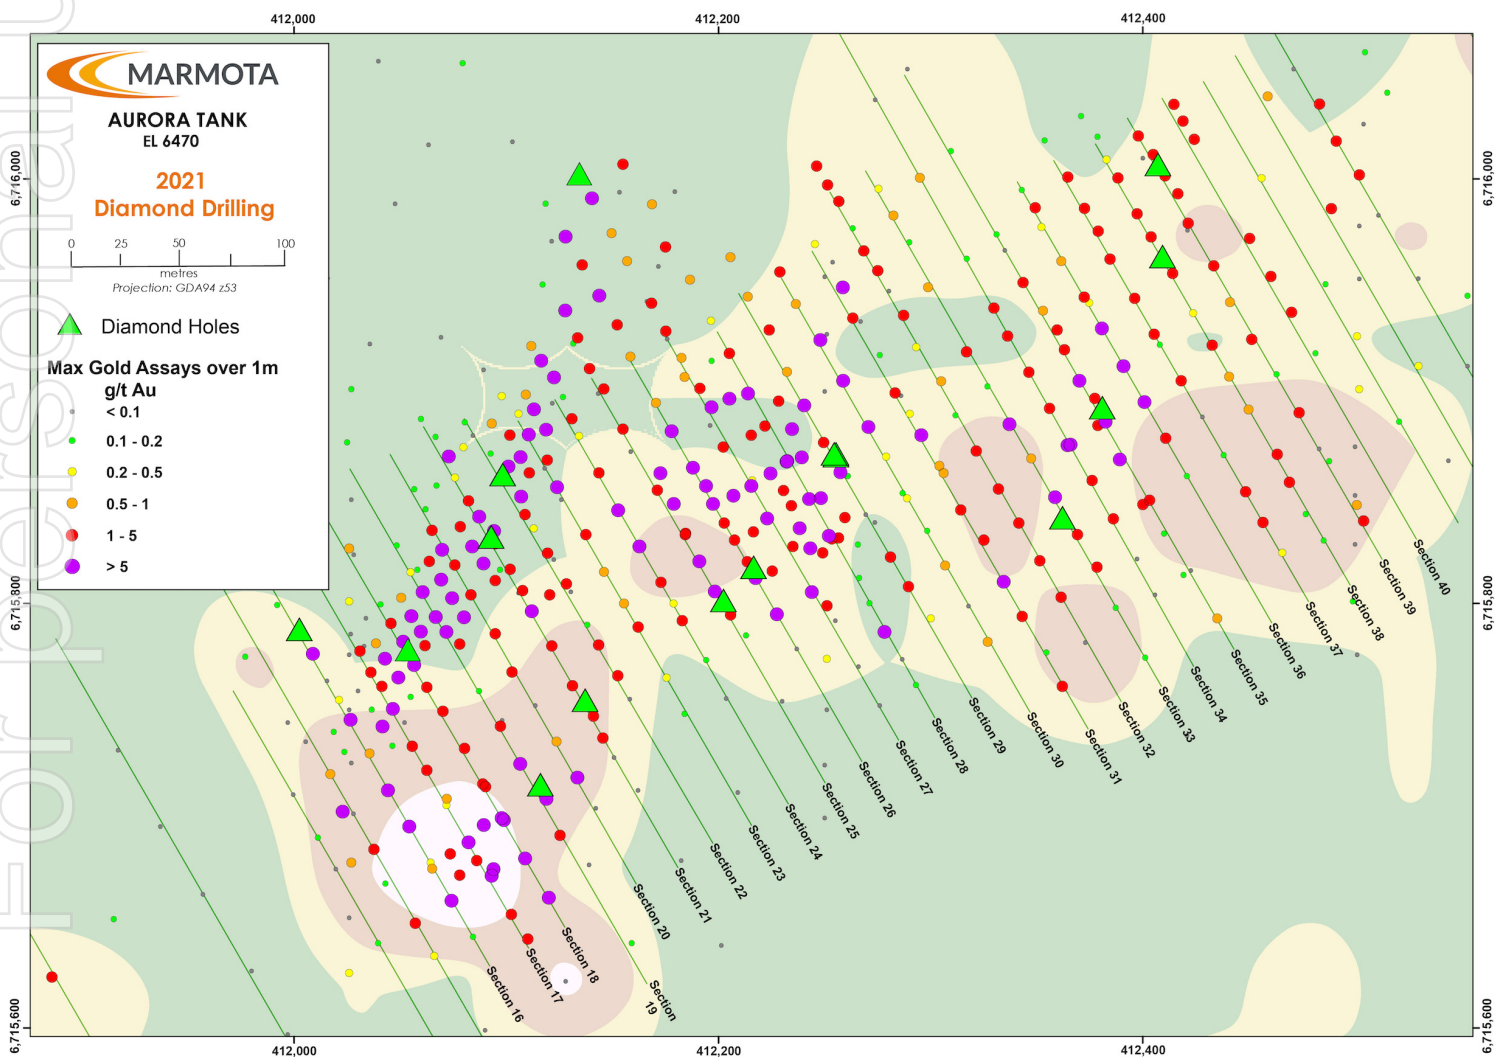 412,000
412,200
412,400
MARMOTA
AURORA TANK
EL 6470
2021
Diamond Drilling
0 25 50 100
metres
Projection: GDA94 z53
Diamond Holes
Max Gold Assays over 1m
g/t Au
< 0.1
0.1 - 0.2
0.2 - 0.5
0.5 - 1
1 - 5
> 5
For personal u
6,716,000
6,715,800
6,715,600
6,716,000
6,715,800
6,715,600
Section 16
Section 17
Section 18
Section
19
Section 20
Section 21
Section 22
Section 23
Section 24
Section 25
Section 26
Section 27
Section 28
Section 29
Section 30
Section 31
Section 32
Section 33
Section 34
Section 35
Section 36
Section 37
Section 38
Section 39
Section 40
412,000
412,200
412,400